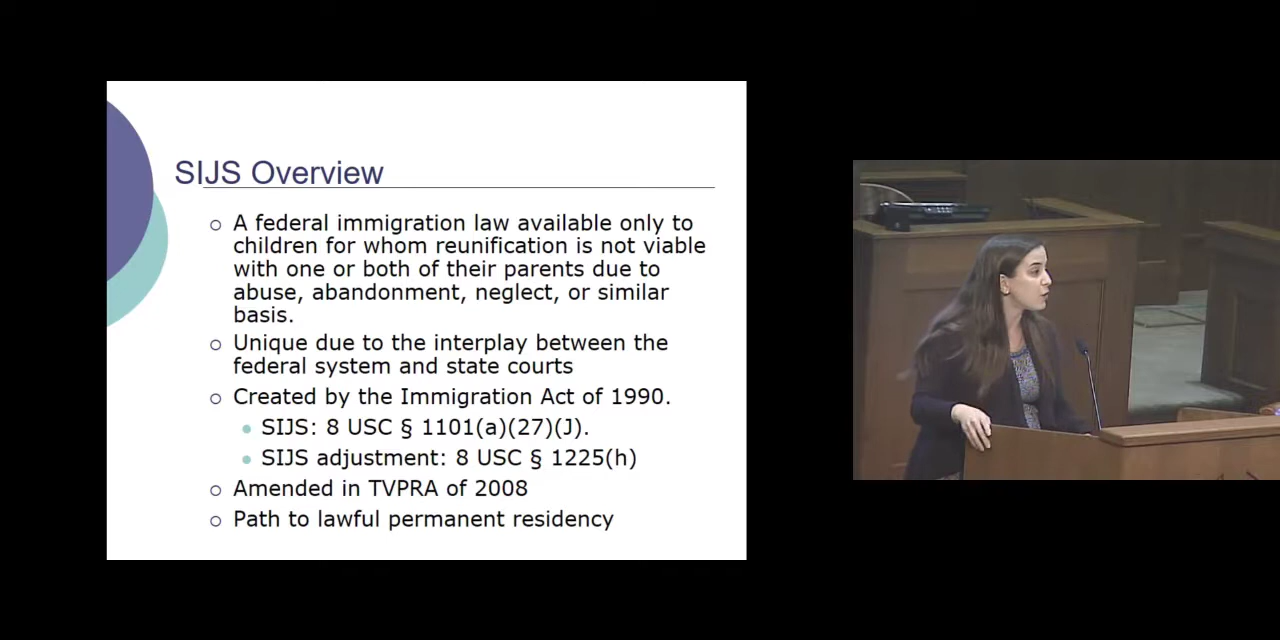 SIJS Overview
A federal immigration law available only to
children for whom reunification is not viable
with one or both of their parents due to
abuse, abandonment, neglect, or similar
basis.
Unique due to the interplay between the
federal system and state courts
Created by the Immigration Act of 1990.
SIJS: 8 USC § 1101(a)(27)(J).
SIJS adjustment: 8 USC § 1225(h)
Amended in TVPRA of 2008
Path to lawful permanent residency